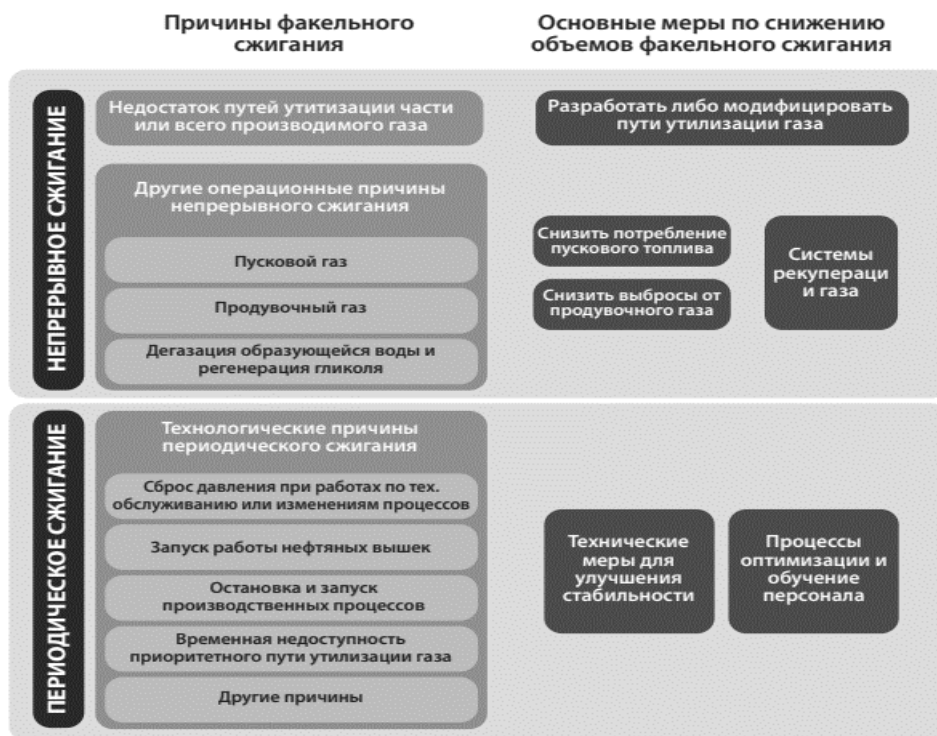 Причины факельного
сжигания
Основные меры по снижению
объемов факельного сжигания
НЕПРЕРЫВНОЕ СЖИГАНИЕ
Недостаток путей утитизации части
или всего производимого газа
Разработать либо модифицировать
пути утилизации газа
Другие операционные причины
непрерывного сжигания
Пусковой газ
Продувочный газ
Дегазация образующейся воды и
регенерация гликоля
Снизить потребление
пускового топлива
Снизить выбросы от
продувочного газа
Системы
рекупераци
и газа
ПЕРИОДИЧЕСКОЕ СЖИГАНИЕ
Технологические причины
периодического сжигания
Сброс давления при работах по тех.
обслуживанию или изменениям процессов
Запуск работы нефтяных вышек
Остановка и запуск
производственных процессов
Временная недоступность
приоритетного пути утилизации газа
Другие причины
Технические
меры для
улучшения
стабильности
Процессы
оптимизации и
обучение
персонала